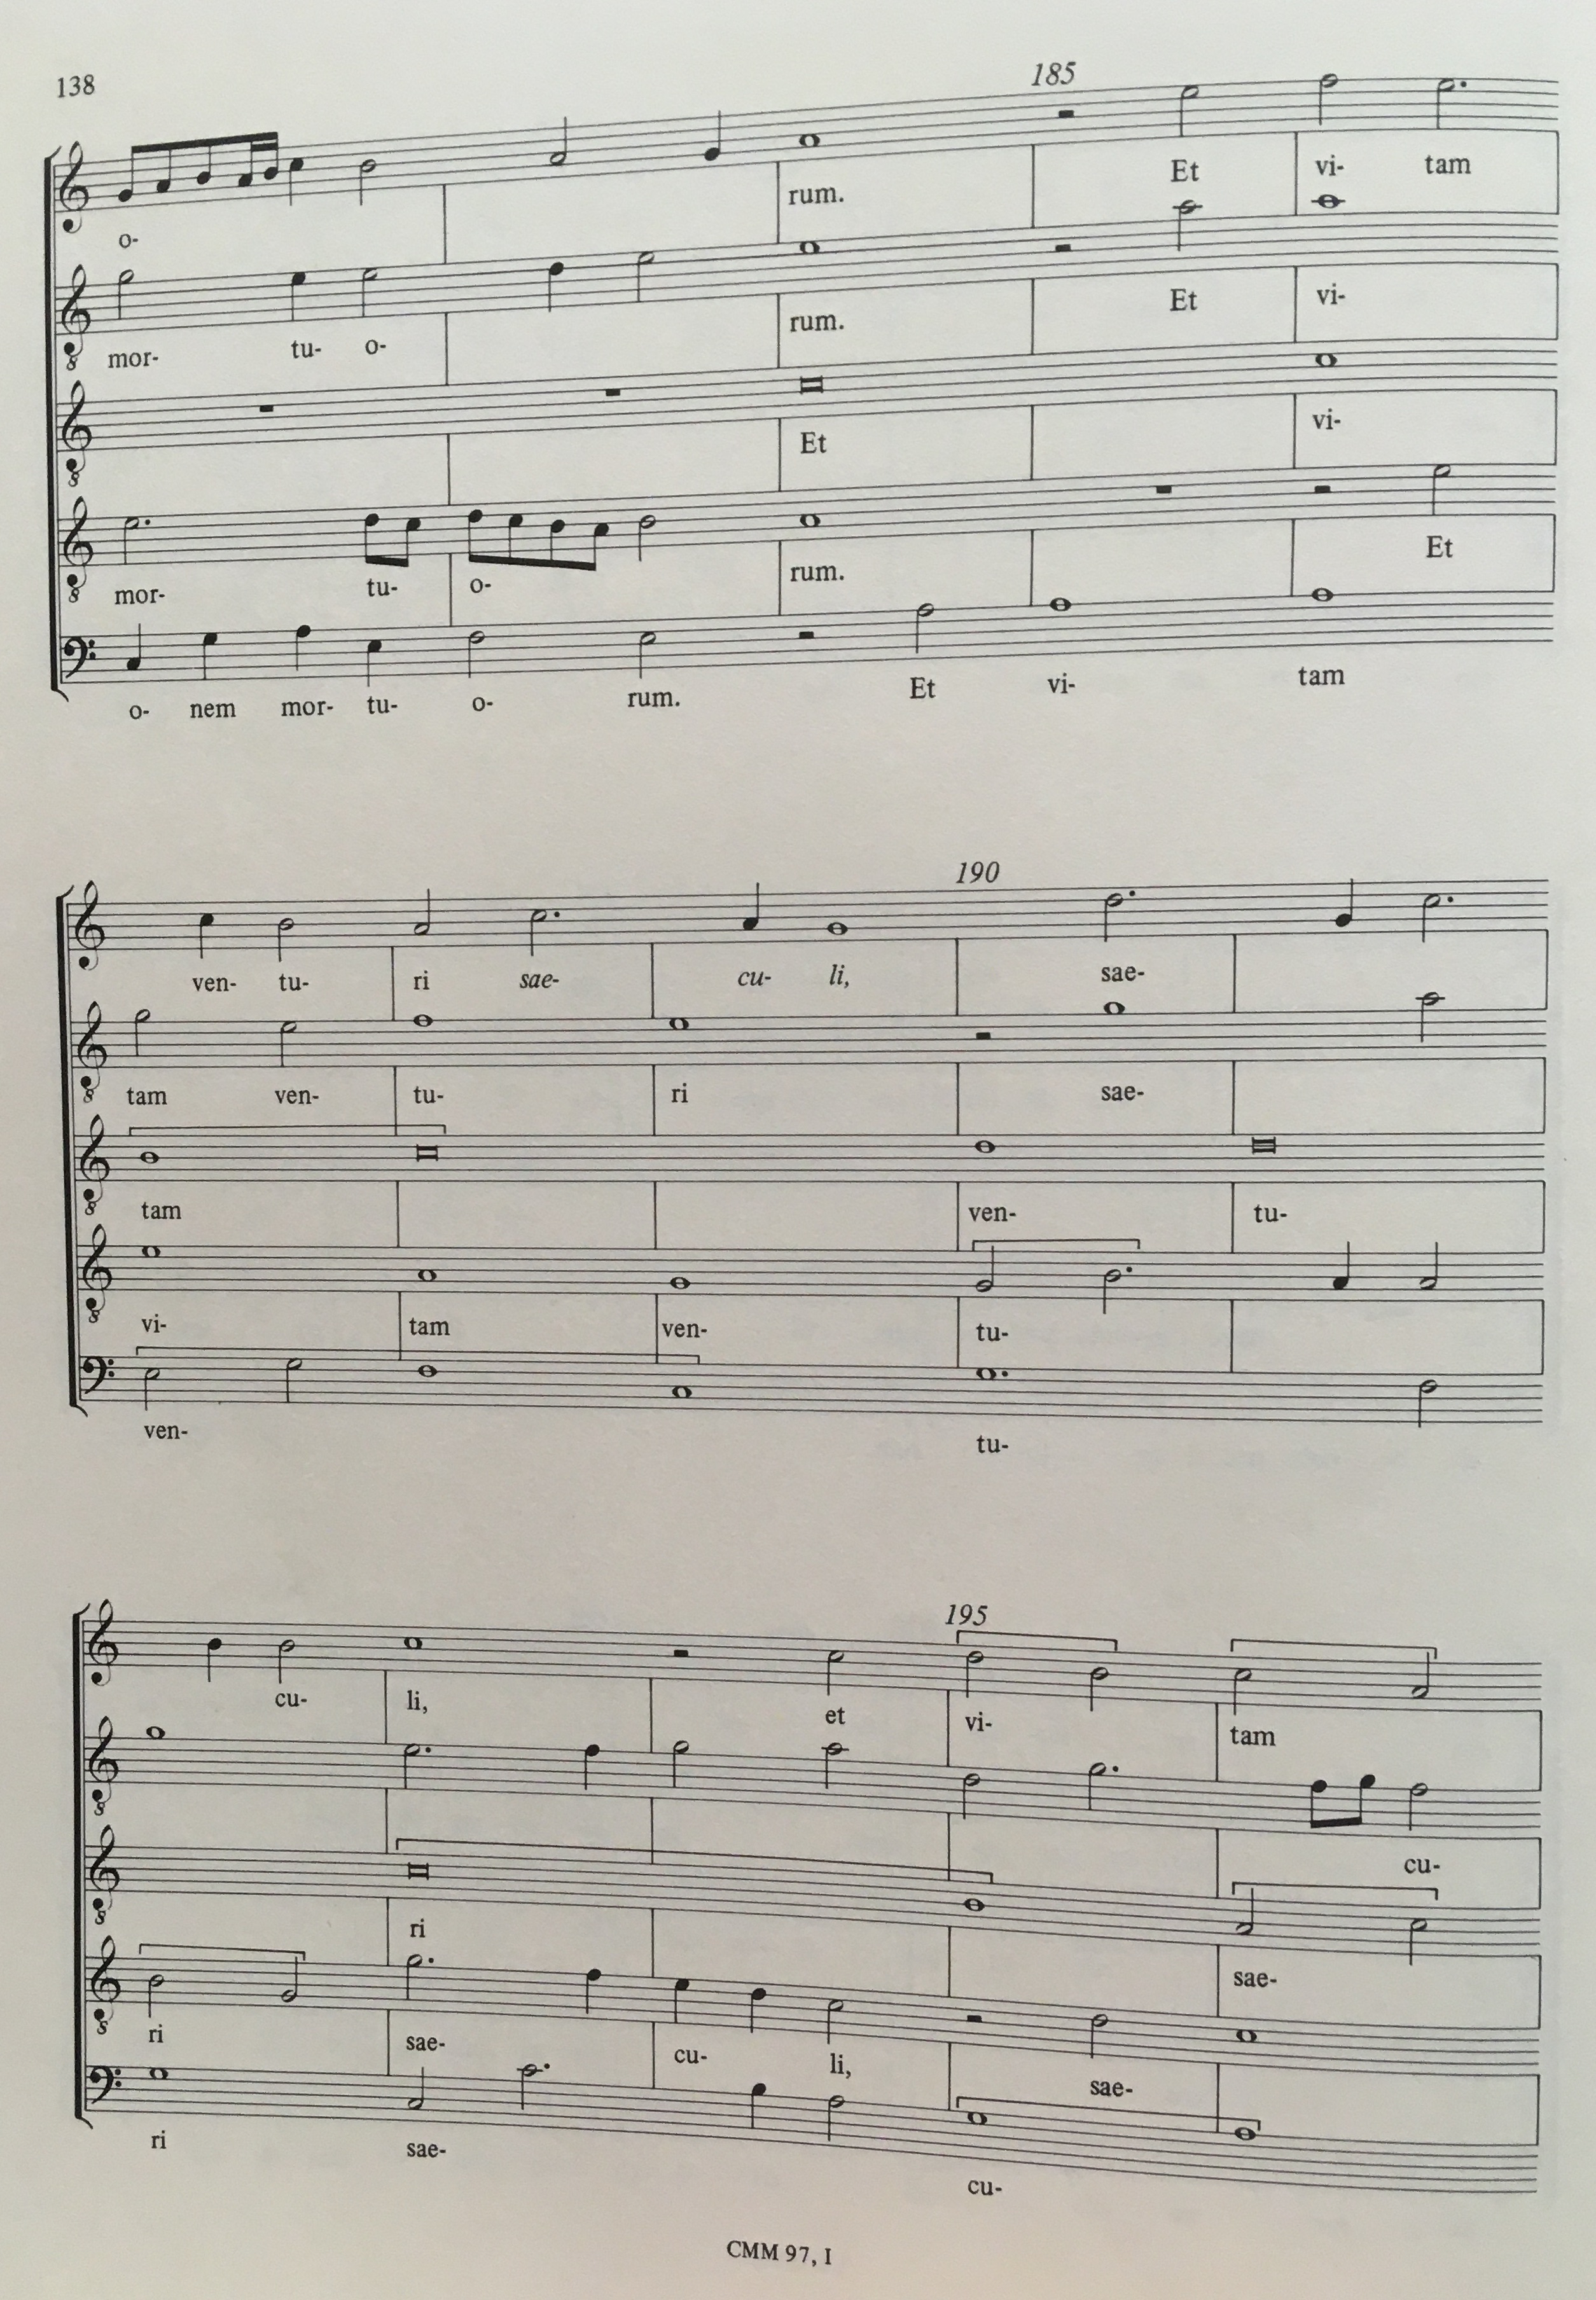 138
185
Et vi- tam
rum.
o-
Et vi-
rum.
mor- tu- o-
vi-
Et
Et
rum.
mor- tu- o-
o- nem mor- tu- o- rum. Et vi- tam
190
ven- tu- ri sae- cu- li, sae-
tam ven- tu- ri sae-
tam ven- tu-
vi- tam ven- tu-
ven- tu-
195
cu- li, et vi- tam
cu-
ri sae-
ri sae- cu- li, sae-
ri sae- cu-
CMM 97, I